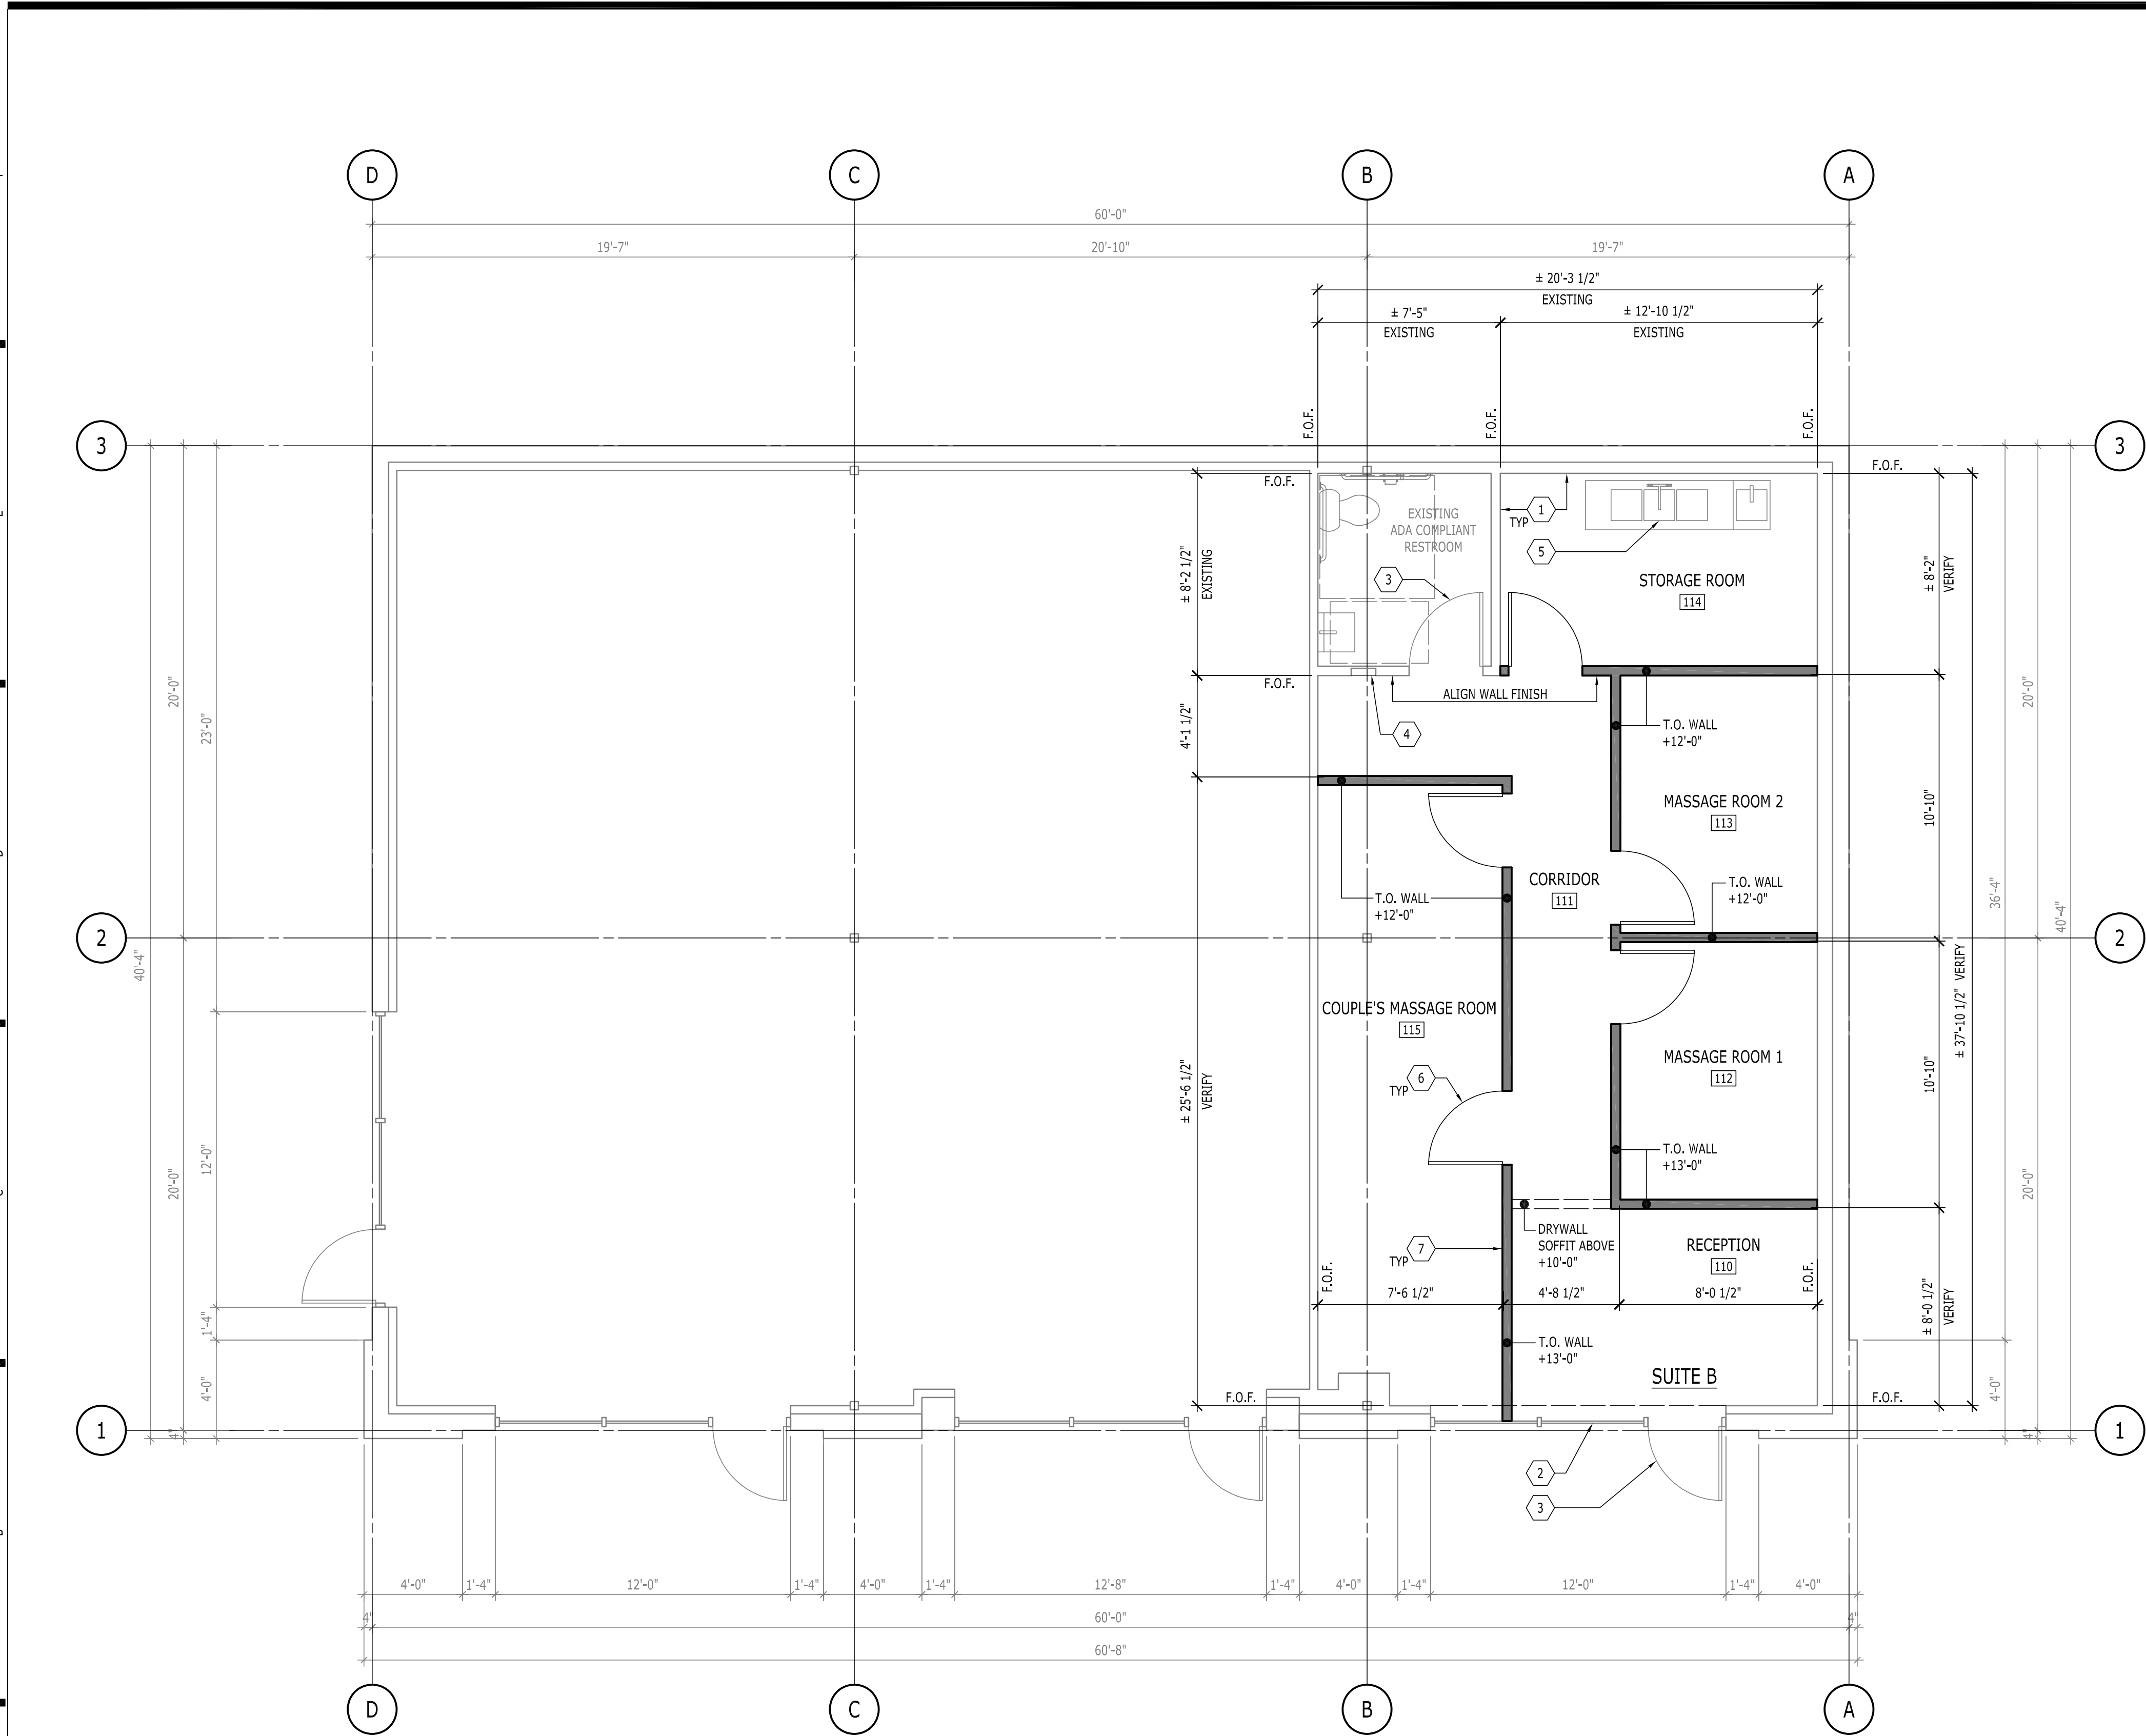 D
C
B
A
60'-0"
19'-7"
20'-10"
19'-7"
± 20'-3 1/2"
EXISTING
± 7'-5"
EXISTING
± 12'-10 1/2"
EXISTING
F.O.F.
F.O.F.
F.O.F.
3
3
F.O.F.
F.O.F.
EXISTING
ADA COMPLIANT
RESTROOM
1
TYP
5
3
STORAGE ROOM
114
± 8'-2 1/2"
EXISTING
± 8'-2"
VERIFY
20'-0"
23'-0"
20'-0"
F.O.F.
ALIGN WALL FINISH
4
4'-1 1/2"
T.O. WALL
+12'-0"
MASSAGE ROOM 2
113
10'-10"
T.O. WALL
+12'-0"
CORRIDOR
111
T.O. WALL
+12'-0"
36'-4"
40'-4"
2
2
40'-4"
± 37'-10 1/2" VERIFY
COUPLE'S MASSAGE ROOM
115
MASSAGE ROOM 1
112
10'-10"
6
TYP
± 25'-6 1/2"
VERIFY
T.O. WALL
+13'-0"
20'-0"
12'-0"
20'-0"
7
TYP
DRYWALL
SOFFIT ABOVE
+10'-0"
RECEPTION
110
F.O.F.
F.O.F.
7'-6 1/2"
4'-8 1/2"
8'-0 1/2"
± 8'-0 1/2"
VERIFY
1'-4"
T.O. WALL
+13'-0"
SUITE B
4'-0"
4'-0"
F.O.F.
F.O.F.
1
1
4"
4"
2
3
4'-0"
1'-4"
12'-0"
1'-4"
4'-0"
1'-4"
12'-8"
1'-4"
4'-0"
1'-4"
12'-0"
1'-4"
4'-0"
4"
60'-0"
4"
60'-8"
D
C
B
A